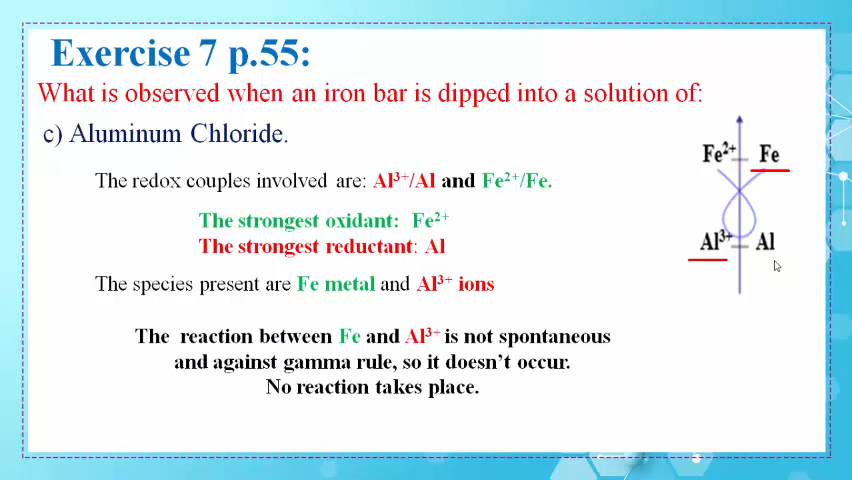 Exercise 7 p.55:
What is observed when an iron bar is dipped into a solution of:
c) Aluminum Chloride.
The redox couples involved are: Al³⁺/Al and Fe²⁺/Fe.
The strongest oxidant: Fe²⁺
The strongest reductant: Al
The species present are Fe metal and Al³⁺ ions
The reaction between Fe and Al³⁺ is not spontaneous
and against gamma rule, so it doesn't occur.
No reaction takes place.
Fe²⁺ Fe
Al³⁺ Al